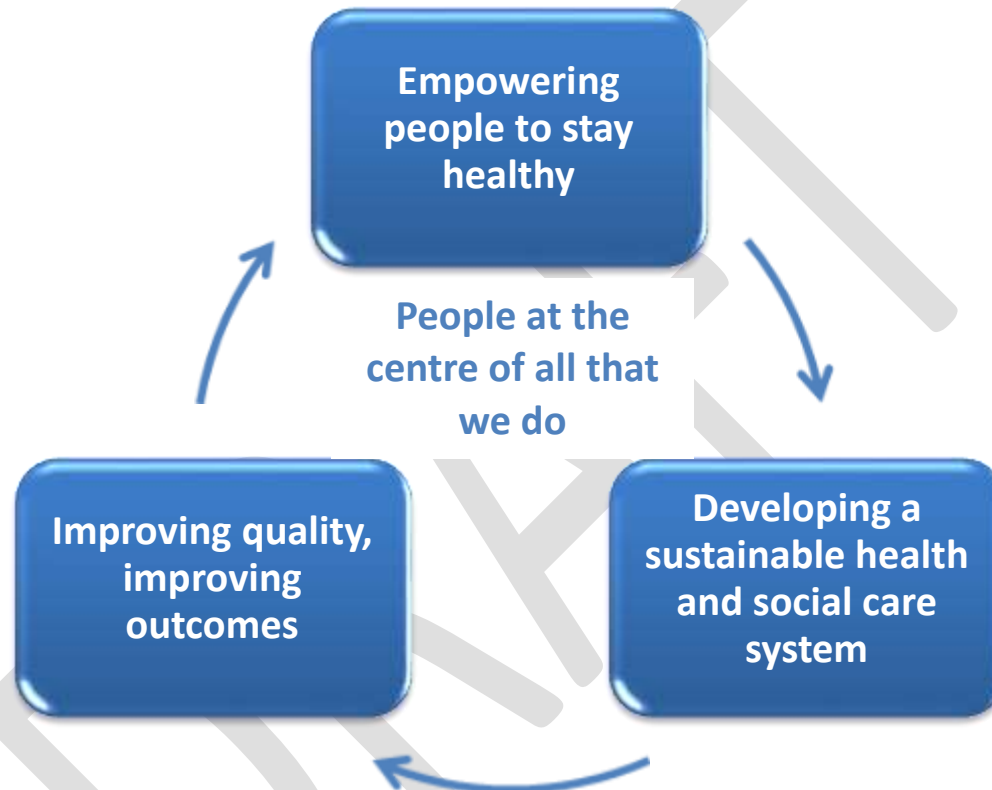 Empowering
people to stay
healthy
People at the
centre of all that
we do
Improving quality,
improving
outcomes
Developing a
sustainable health
and social care
system